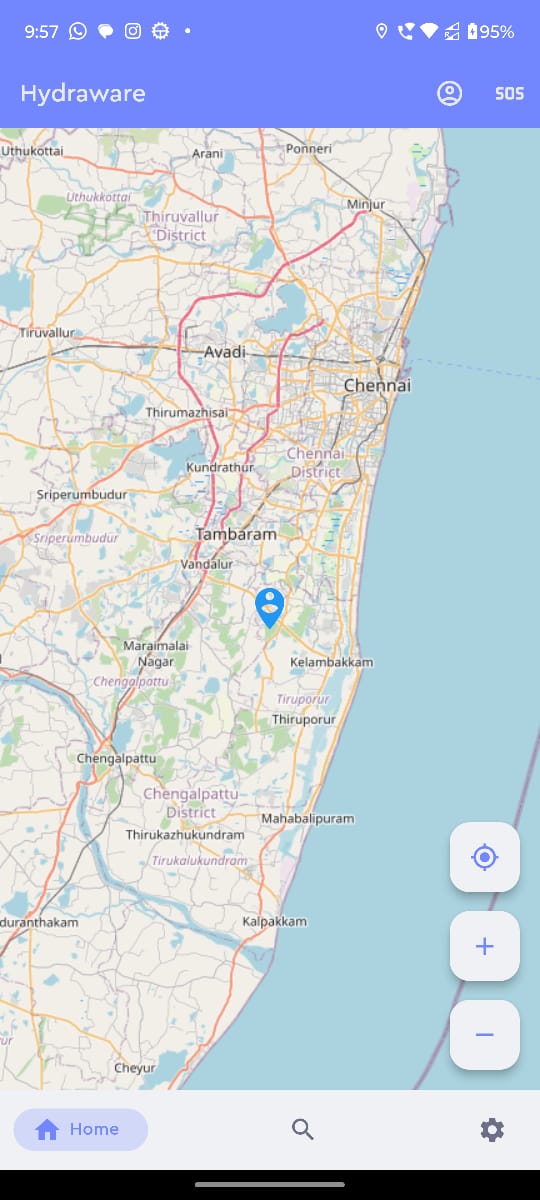 9:57
95%
Hydraware
SOS
Uthukottai
Arani
Ponneri
Uthukkottai
Minjur
Thiruvallur
District
Tiruvallur
Avadi
Chennai
Thirumazhisai
Chennai
District
Kundrathur
Sriperumbudur
Sriperumbudur
Tambaram
Vandalur
Maraimalai
Nagar
Kelambakkam
Chengalpattu
Tiruporur
Thiruporur
Chengalpattu
Chengalpattu
District
Mahabalipuram
Thirukazhukundram
Tirukalukundram
duranthakam
Kalpakkam
Cheyur
Home